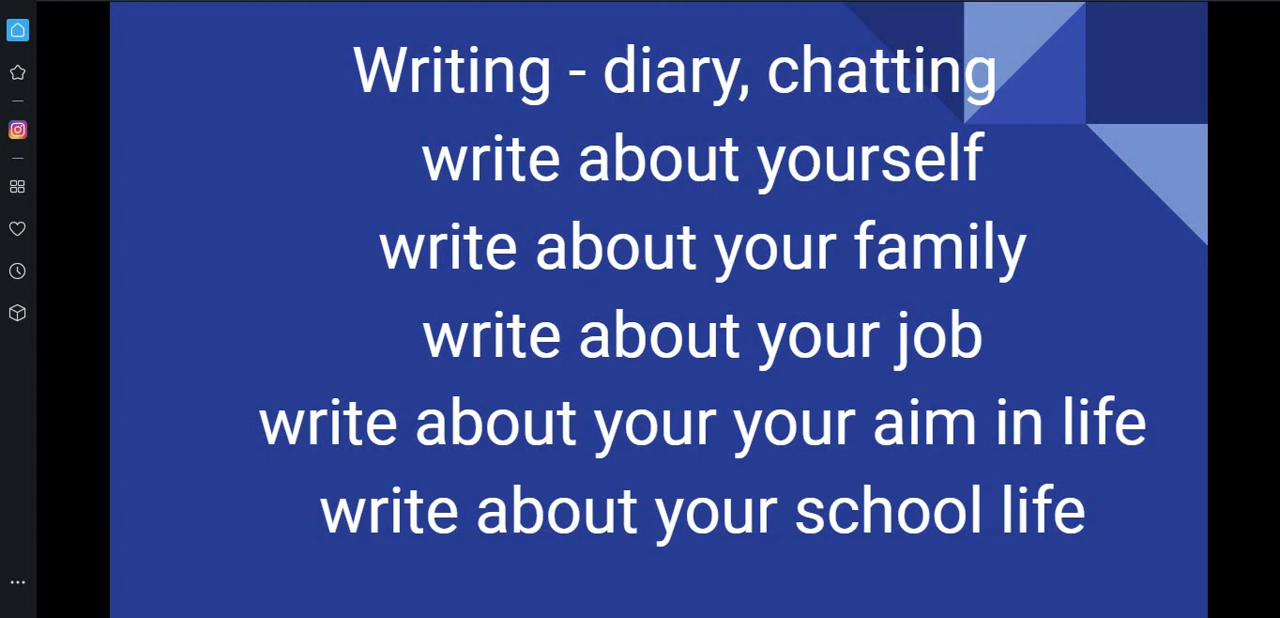 Writing - diary, chatting
write about yourself
write about your family
write about your job
write about your your aim in life
write about your school life